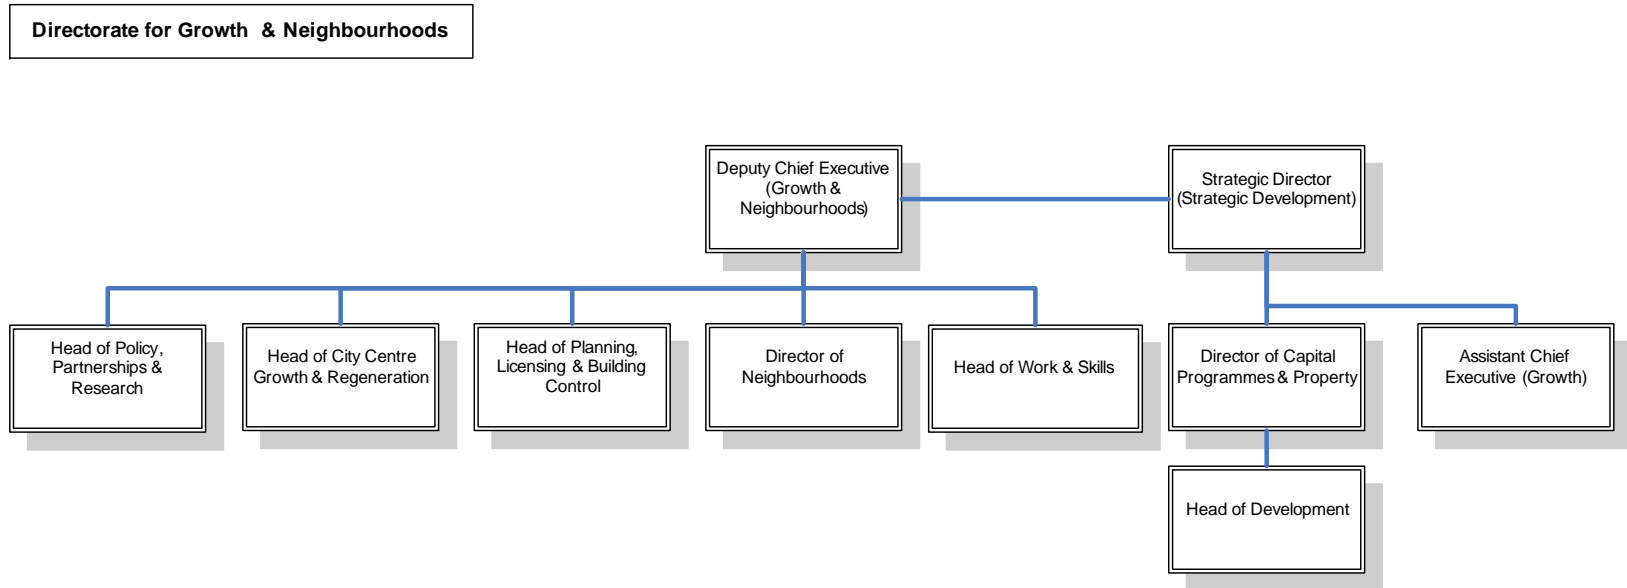 Directorate for Growth & Neighbourhoods
Deputy Chief Executive
(Growth &
Neighbourhoods)
Strategic Director
(Strategic Development)
Head of Policy,
Partnerships &
Research
Head of City Centre
Growth & Regeneration
Head of Planning,
Licensing & Building
Control
Director of
Neighbourhoods
Head of Work & Skills
Director of Capital
Programmes & Property
Assistant Chief
Executive (Growth)
Head of Development